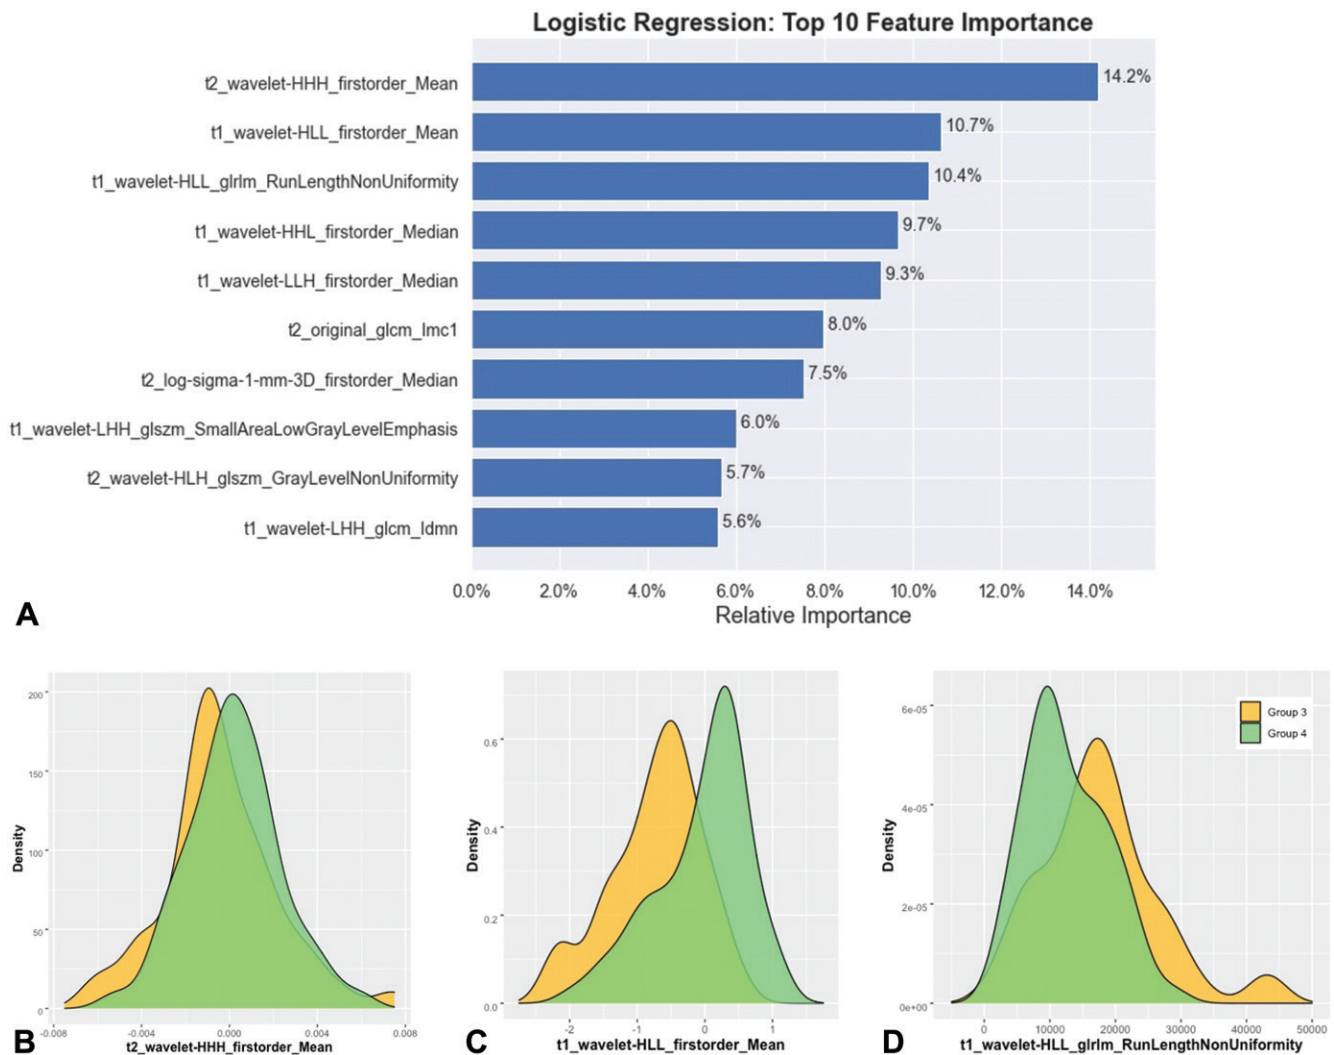 Logistic Regression: Top 10 Feature Importance
t2_wavelet-HHH_firstorder_Mean 14.2%
t1_wavelet-HLL_firstorder_Mean 10.7%
t1_wavelet-HLL_glrlm_RunLengthNonUniformity 10.4%
t1_wavelet-HHL_firstorder_Median 9.7%
t1_wavelet-LLH_firstorder_Median 9.3%
t2_original_glcm_Imc1 8.0%
t2_log-sigma-1-mm-3D_firstorder_Median 7.5%
t1_wavelet-LHH_glszm_SmallAreaLowGrayLevelEmphasis 6.0%
t2_wavelet-HLH_glszm_GrayLevelNonUniformity 5.7%
t1_wavelet-LHH_glcm_Idmn 5.6%
0.0% 2.0% 4.0% 6.0% 8.0% 10.0% 12.0% 14.0%
Relative Importance
A
200
150
100
50
0
Density
-0.008 -0.004 0.000 0.004 0.008
t2_wavelet-HHH_firstorder_Mean
B
0.6
0.4
0.2
0.0
Density
-2 -1 0 1
t1_wavelet-HLL_firstorder_Mean
C
Group 3
Group 4
6e-05
4e-05
2e-05
0e+00
Density
0 10000 20000 30000 40000 50000
t1_wavelet-HLL_glrlm_RunLengthNonUniformity
D